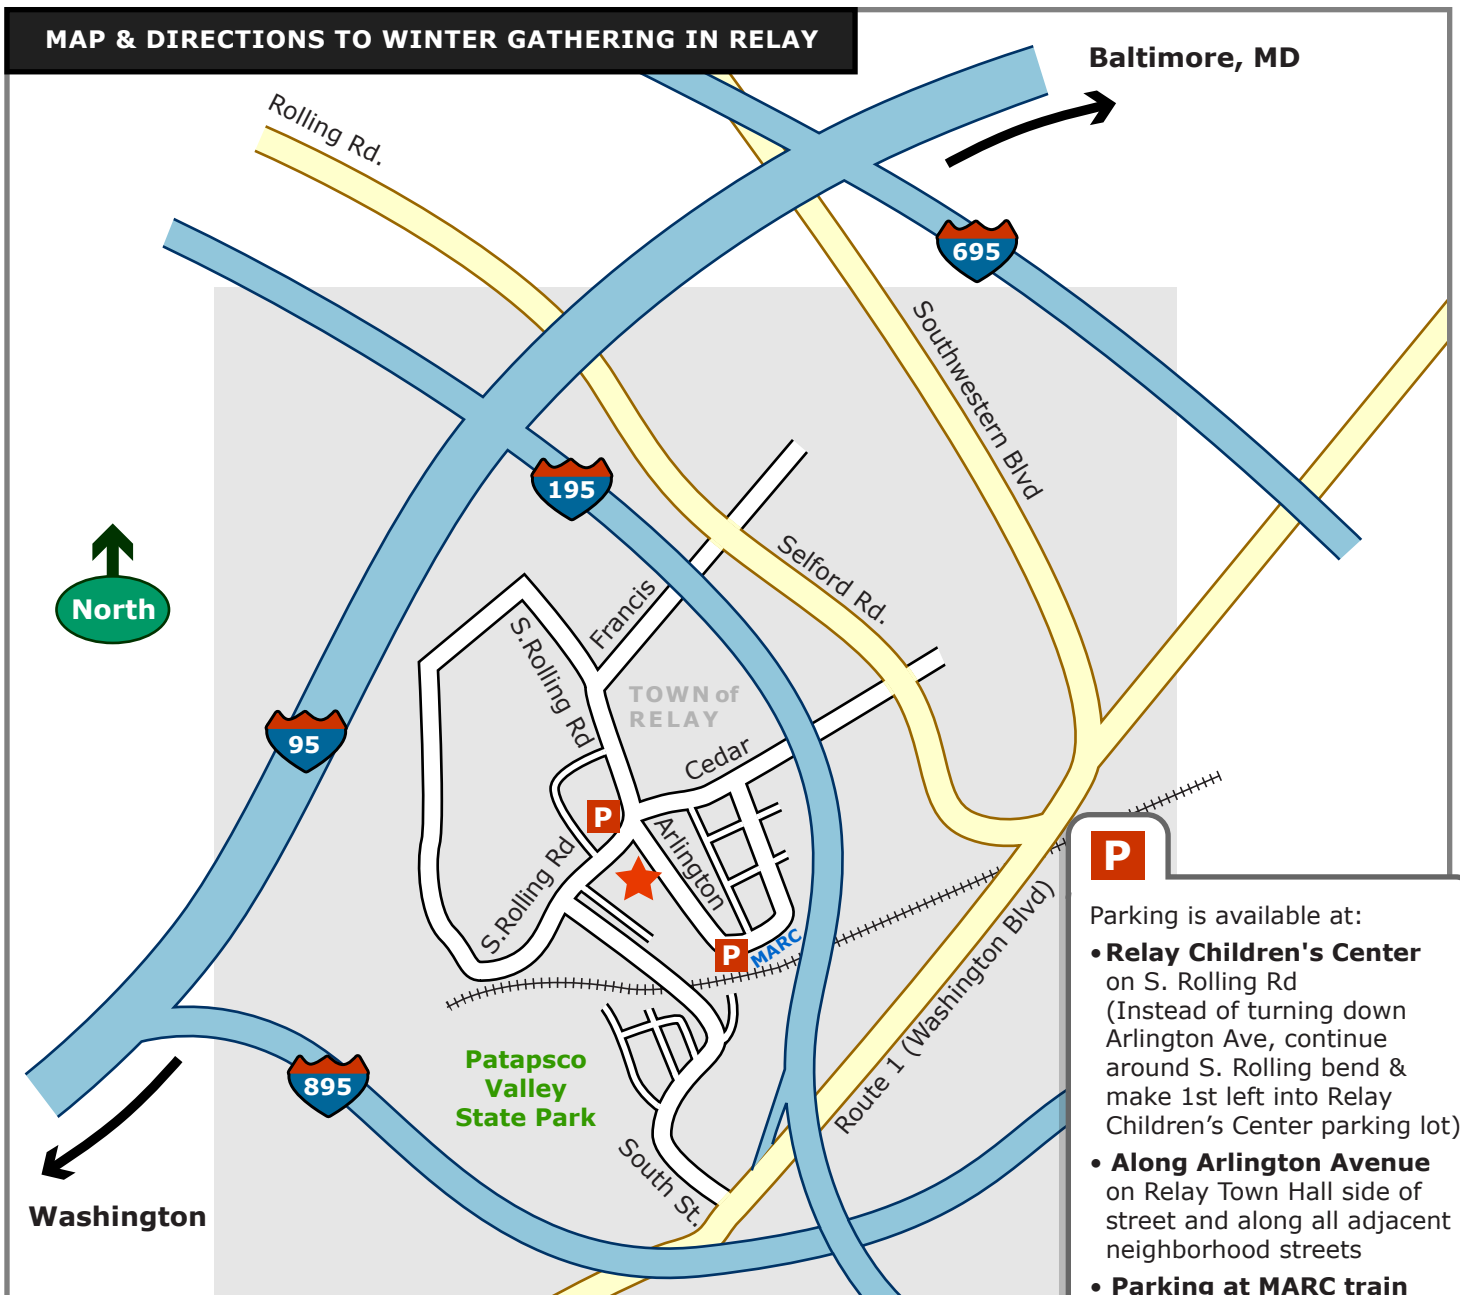 MAP & DIRECTIONS TO WINTER GATHERING IN RELAY
Baltimore, MD
Rolling Rd.
695
Southwestern Blvd
195
Selford Rd.
North
Francis
S.Rolling Rd
TOWN of
RELAY
95
Cedar
P
Arlington
S.Rolling Rd
P
MARC
Route 1 (Washington Blvd)
Patapsco
Valley
State Park
895
South St.
Washington
P
Parking is available at:
• Relay Children's Center
on S. Rolling Rd
(Instead of turning down
Arlington Ave, continue
around S. Rolling bend &
make 1st left into Relay
Children’s Center parking lot)
• Along Arlington Avenue
on Relay Town Hall side of
street and along all adjacent
neighborhood streets
• Parking at MARC train